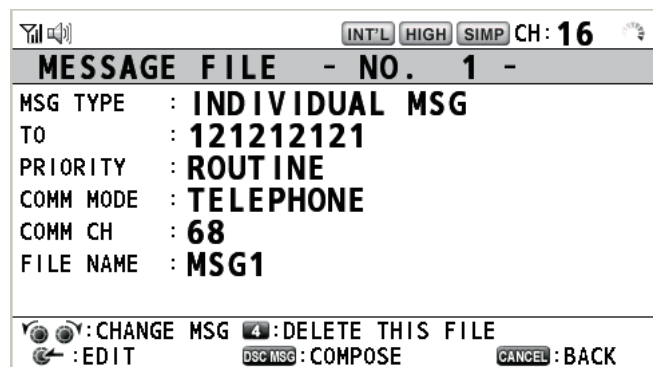 INT'L HIGH SIMP CH: 16
MESSAGE FILE - NO. 1 -
MSG TYPE : INDIVIDUAL MSG
TO : 121212121
PRIORITY : ROUTINE
COMM MODE : TELEPHONE
COMM CH : 68
FILE NAME : MSG1
:CHANGE MSG 4 :DELETE THIS FILE
:EDIT DSC MSG :COMPOSE CANCEL :BACK